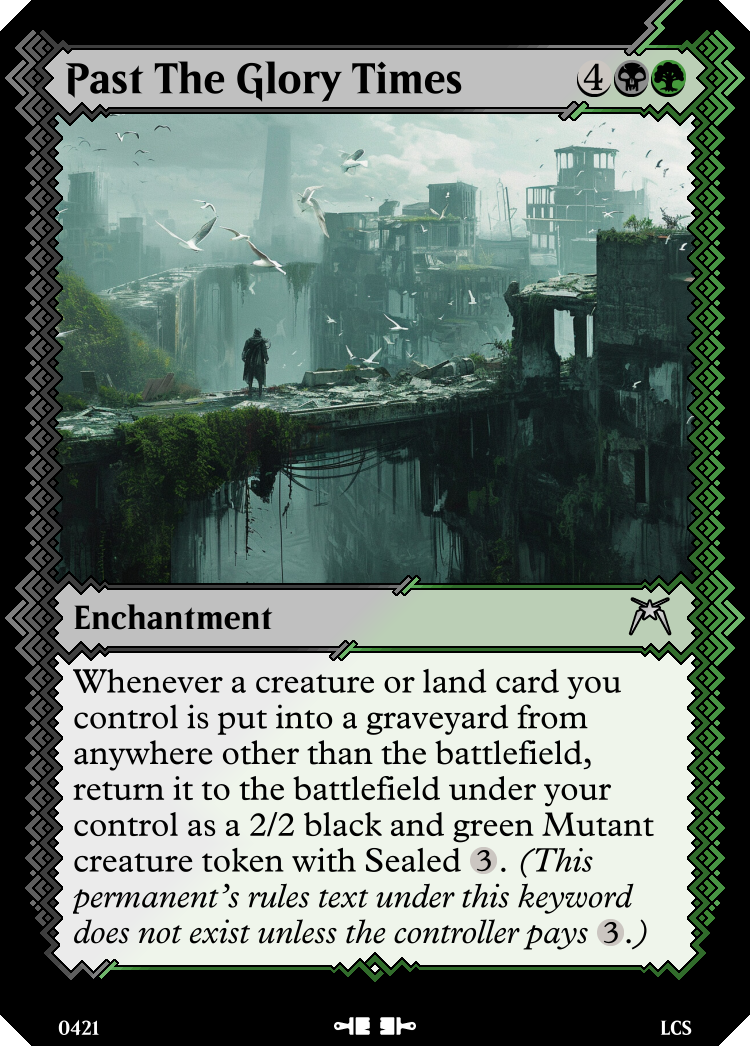 Past The Glory Times 4
Enchantment
Whenever a creature or land card you
control is put into a graveyard from
anywhere other than the battlefield,
return it to the battlefield under your
control as a 2/2 black and green Mutant
creature token with Sealed 3. (This
permanent's rules text under this keyword
does not exist unless the controller pays 3.)
0421 LCS